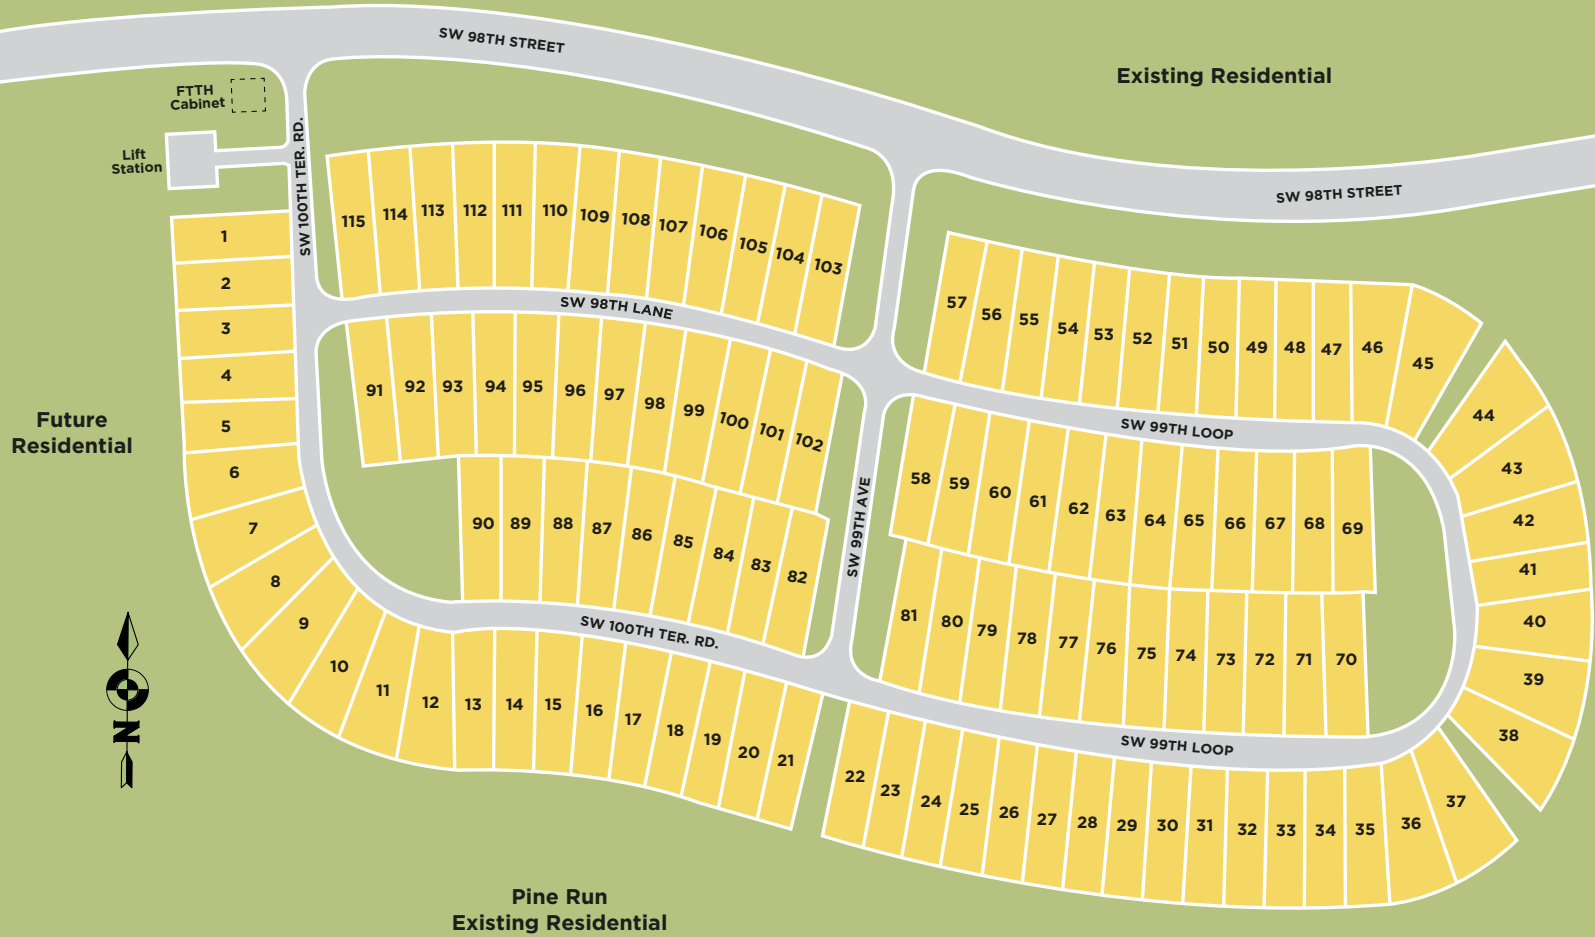 SW 98TH STREET
Existing Residential
FTTH
Cabinet
Lift
Station
SW 100TH TER. RD.
SW 98TH STREET
115 114 113 112 111 110 109 108 107 106 105 104 103
1
2
3
4
5
6
7
8
9
10
11
12 13 14 15 16 17 18 19 20 21
SW 98TH LANE
57 56 55 54 53 52 51 50 49 48 47 46 45
91 92 93 94 95 96 97 98 99 100 101 102
Future
Residential
SW 99TH LOOP
44
43
42
41
40
39
38
58 59 60 61 62 63 64 65 66 67 68 69
90 89 88 87 86 85 84 83 82
SW 99TH AVE
81 80 79 78 77 76 75 74 73 72 71 70
SW 100TH TER. RD.
N
SW 99TH LOOP
22 23 24 25 26 27 28 29 30 31 32 33 34 35 36 37
Pine Run
Existing Residential